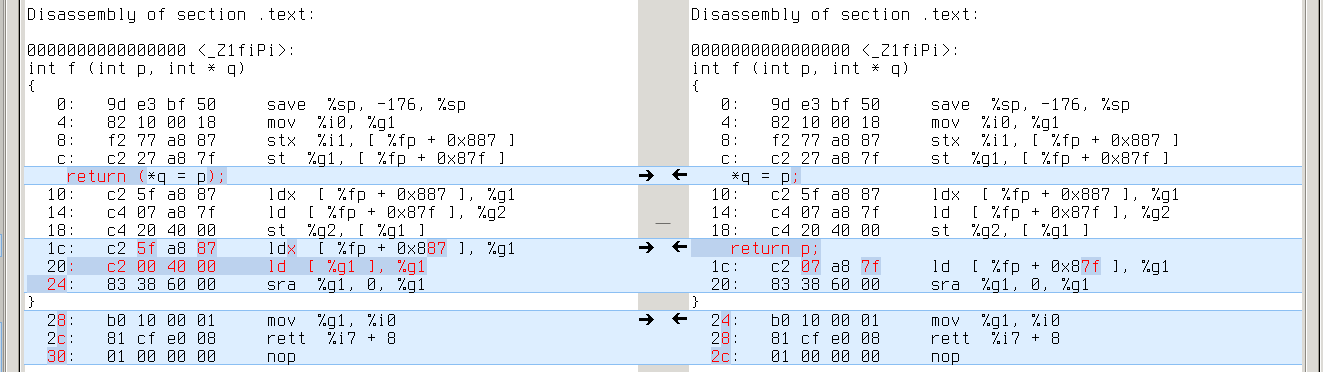 Disassembly of section .text:
0000000000000000 <_Z1fiPi>:
int f (int p, int * q)
{
0: 9d e3 bf 50 save %sp, -176, %sp
4: 82 10 00 18 mov %i0, %g1
8: f2 77 a8 87 stx %i1, [ %fp + 0x887 ]
c: c2 27 a8 7f st %g1, [ %fp + 0x87f ]
return (*q = p);
10: c2 5f a8 87 ldx [ %fp + 0x887 ], %g1
14: c4 07 a8 7f ld [ %fp + 0x87f ], %g2
18: c4 20 40 00 st %g2, [ %g1 ]
1c: c2 5f a8 87 ldx [ %fp + 0x887 ], %g1
20: c2 00 40 00 ld [ %g1 ], %g1
24: 83 38 60 00 sra %g1, 0, %g1
}
28: b0 10 00 01 mov %g1, %i0
2c: 81 cf e0 08 rett %i7 + 8
30: 01 00 00 00 nop
Disassembly of section .text:
0000000000000000 <_Z1fiPi>:
int f (int p, int * q)
{
0: 9d e3 bf 50 save %sp, -176, %sp
4: 82 10 00 18 mov %i0, %g1
8: f2 77 a8 87 stx %i1, [ %fp + 0x887 ]
c: c2 27 a8 7f st %g1, [ %fp + 0x87f ]
*q = p;
10: c2 5f a8 87 ldx [ %fp + 0x887 ], %g1
14: c4 07 a8 7f ld [ %fp + 0x87f ], %g2
18: c4 20 40 00 st %g2, [ %g1 ]
return p;
1c: c2 07 a8 7f ld [ %fp + 0x87f ], %g1
20: 83 38 60 00 sra %g1, 0, %g1
}
24: b0 10 00 01 mov %g1, %i0
28: 81 cf e0 08 rett %i7 + 8
2c: 01 00 00 00 nop